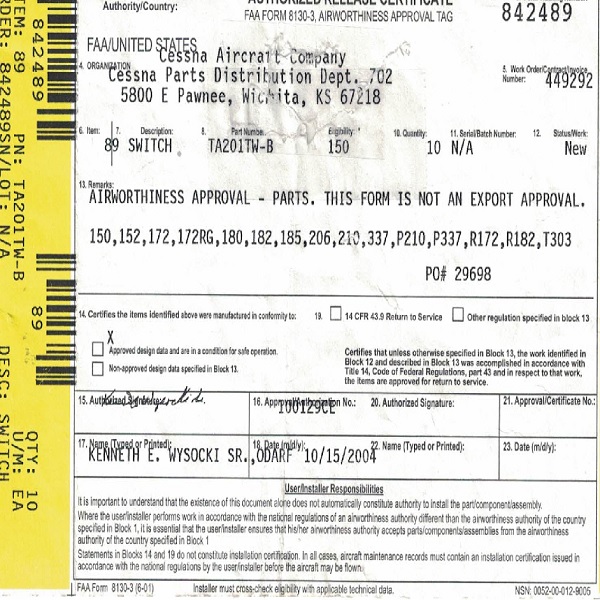 Authority/Country:
AUTHORIZED RELEASE CERTIFICATE
FAA FORM 8130-3, AIRWORTHINESS APPROVAL TAG
842489
FAA/UNITED STATES
4. ORGANIZATION
Cessna Aircraft Company
Cessna Parts Distribution Dept. 702
5800 E Pawnee, Wichita, KS 67218
5. Work Order/Contract/Invoice
Number: 449292
6. Item: 7. Description: 8. Part Number: Eligibility: * 10. Quantity: 11. Serial/Batch Number: 12. Status/Work:
89 SWITCH TA201TW-B 150 10 N/A New
13. Remarks:
AIRWORTHINESS APPROVAL - PARTS. THIS FORM IS NOT AN EXPORT APPROVAL.
150,152,172,172RG,180,182,185,206,210,337,P210,P337,R172,R182,T303
PO# 29698
14. Certifies the items identified above were manufactured in conformity to:
X
Approved design data and are in a condition for safe operation.
Non-approved design data specified in Block 13.
19. 14 CFR 43.9 Return to Service Other regulation specified in block 13
Certifies that unless otherwise specified in Block 13, the work identified in
Block 12 and described in Block 13 was accomplished in accordance with
Title 14, Code of Federal Regulations, part 43 and in respect to that work,
the items are approved for return to service.
15. Authorized Signature:
16. Approval/Authorization No.:
100129CE
20. Authorized Signature:
21. Approval/Certificate No.:
17. Name (Typed or Printed):
KENNETH E. WYSOCKI SR.,ODARF
18. Date (m/d/y):
10/15/2004
22. Name (Typed or Printed):
23. Date (m/d/y):
User/Installer Responsibilities
It is important to understand that the existence of this document alone does not automatically constitute authority to install the part/component/assembly.
Where the user/installer performs work in accordance with the national regulations of an airworthiness authority different than the airworthiness authority of the country
specified in Block 1, it is essential that the user/installer ensures that his/her airworthiness authority accepts parts/components/assemblies from the airworthiness
authority of the country specified in Block 1
Statements in Blocks 14 and 19 do not constitute installation certification. In all cases, aircraft maintenance records must contain an installation certification issued in
accordance with the national regulations by the user/installer before the aircraft may be flown.
FAA Form 8130-3 (6-01) Installer must cross-check eligibility with applicable technical data. NSN: 0052-00-012-9005
842489
89
ITEM: 89 PN: TA201TW-B
QTY: 10
U/M: EA
ORDER: 842489SN/LOT: N/A
DESC: SWITCH